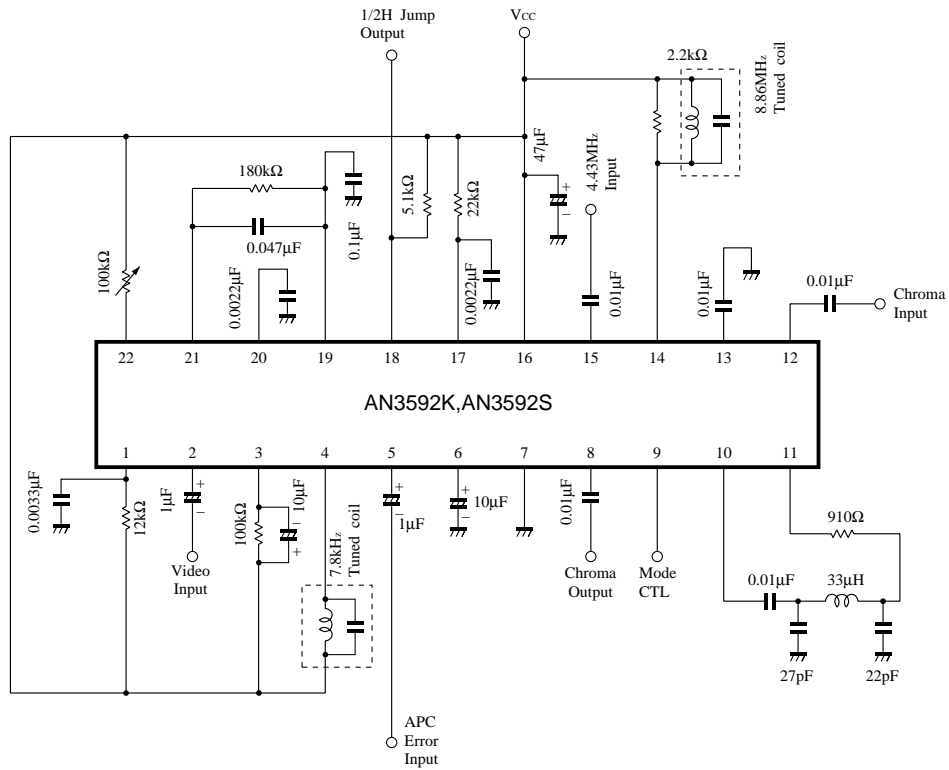 1/2H Jump
Output
VCC
2.2kΩ
8.86MHz
Tuned coil
47µF
+
−
4.43MHz
Input
180kΩ
0.047µF
0.1µF
5.1kΩ
22kΩ
100kΩ
0.0022µF
0.0022µF
0.01µF
0.01µF
0.01µF
Chroma
Input
22
21
20
19
18
17
16
15
14
13
12
AN3592K,AN3592S
1
2
3
4
5
6
7
8
9
10
11
0.0033µF
12kΩ
1µF
+
−
Video
Input
100kΩ
10µF
−
+
7.8kHz
Tuned coil
+
−
1µF
+
−
10µF
0.01µF
Chroma
Output
Mode
CTL
910Ω
0.01µF
33µH
27pF
22pF
APC
Error
Input